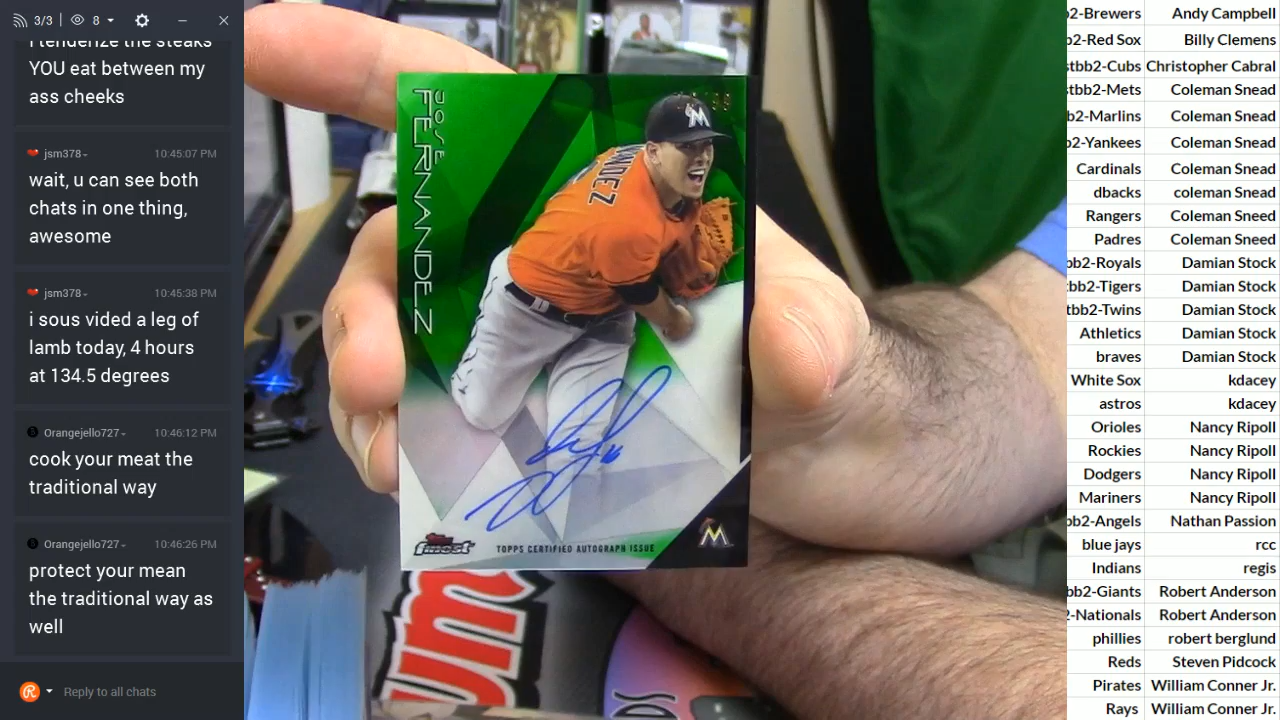 3/3
8
I tenderize the steaks
YOU eat between my
ass cheeks
jsm378
10:45:07 PM
wait, u can see both
chats in one thing,
awesome
jsm378
10:45:38 PM
i sous vided a leg of
lamb today, 4 hours
at 134.5 degrees
Orangejello727
10:46:12 PM
cook your meat the
traditional way
Orangejello727
10:46:26 PM
protect your mean
the traditional way as
well
Reply to all chats
JOSE
FERNANDEZ
M
Topps
finest
TOPPS CERTIFIED AUTOGRAPH ISSUE
M
b2-Brewers Andy Campbell
b2-Red Sox Billy Clemens
stbb2-Cubs Christopher Cabral
stbb2-Mets Coleman Snead
b2-Marlins Coleman Snead
b2-Yankees Coleman Snead
Cardinals Coleman Snead
dbacks coleman Snead
Rangers Coleman Sneed
Padres Coleman Sneed
bb2-Royals Damian Stock
bb2-Tigers Damian Stock
tbb2-Twins Damian Stock
Athletics Damian Stock
braves Damian Stock
White Sox kdacey
astros kdacey
Orioles Nancy Ripoll
Rockies Nancy Ripoll
Dodgers Nancy Ripoll
Mariners Nancy Ripoll
bb2-Angels Nathan Passion
blue jays rcc
Indians regis
bb2-Giants Robert Anderson
2-Nationals Robert Anderson
phillies robert berglund
Reds Steven Pidcock
Pirates William Conner Jr.
Rays William Conner Jr.